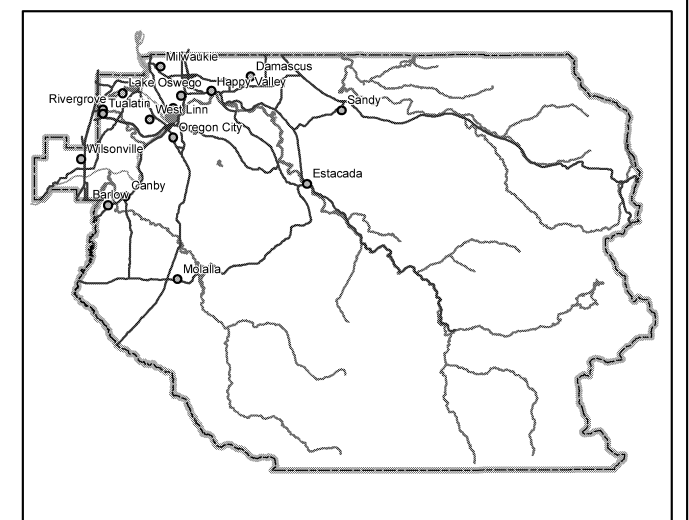 Milwaukie
Damascus
Lake Oswego
Happy Valley
Rivergrove
Tualatin
West Linn
Sandy
Oregon City
Wilsonville
Estacada
Canby
Barlow
Molalla